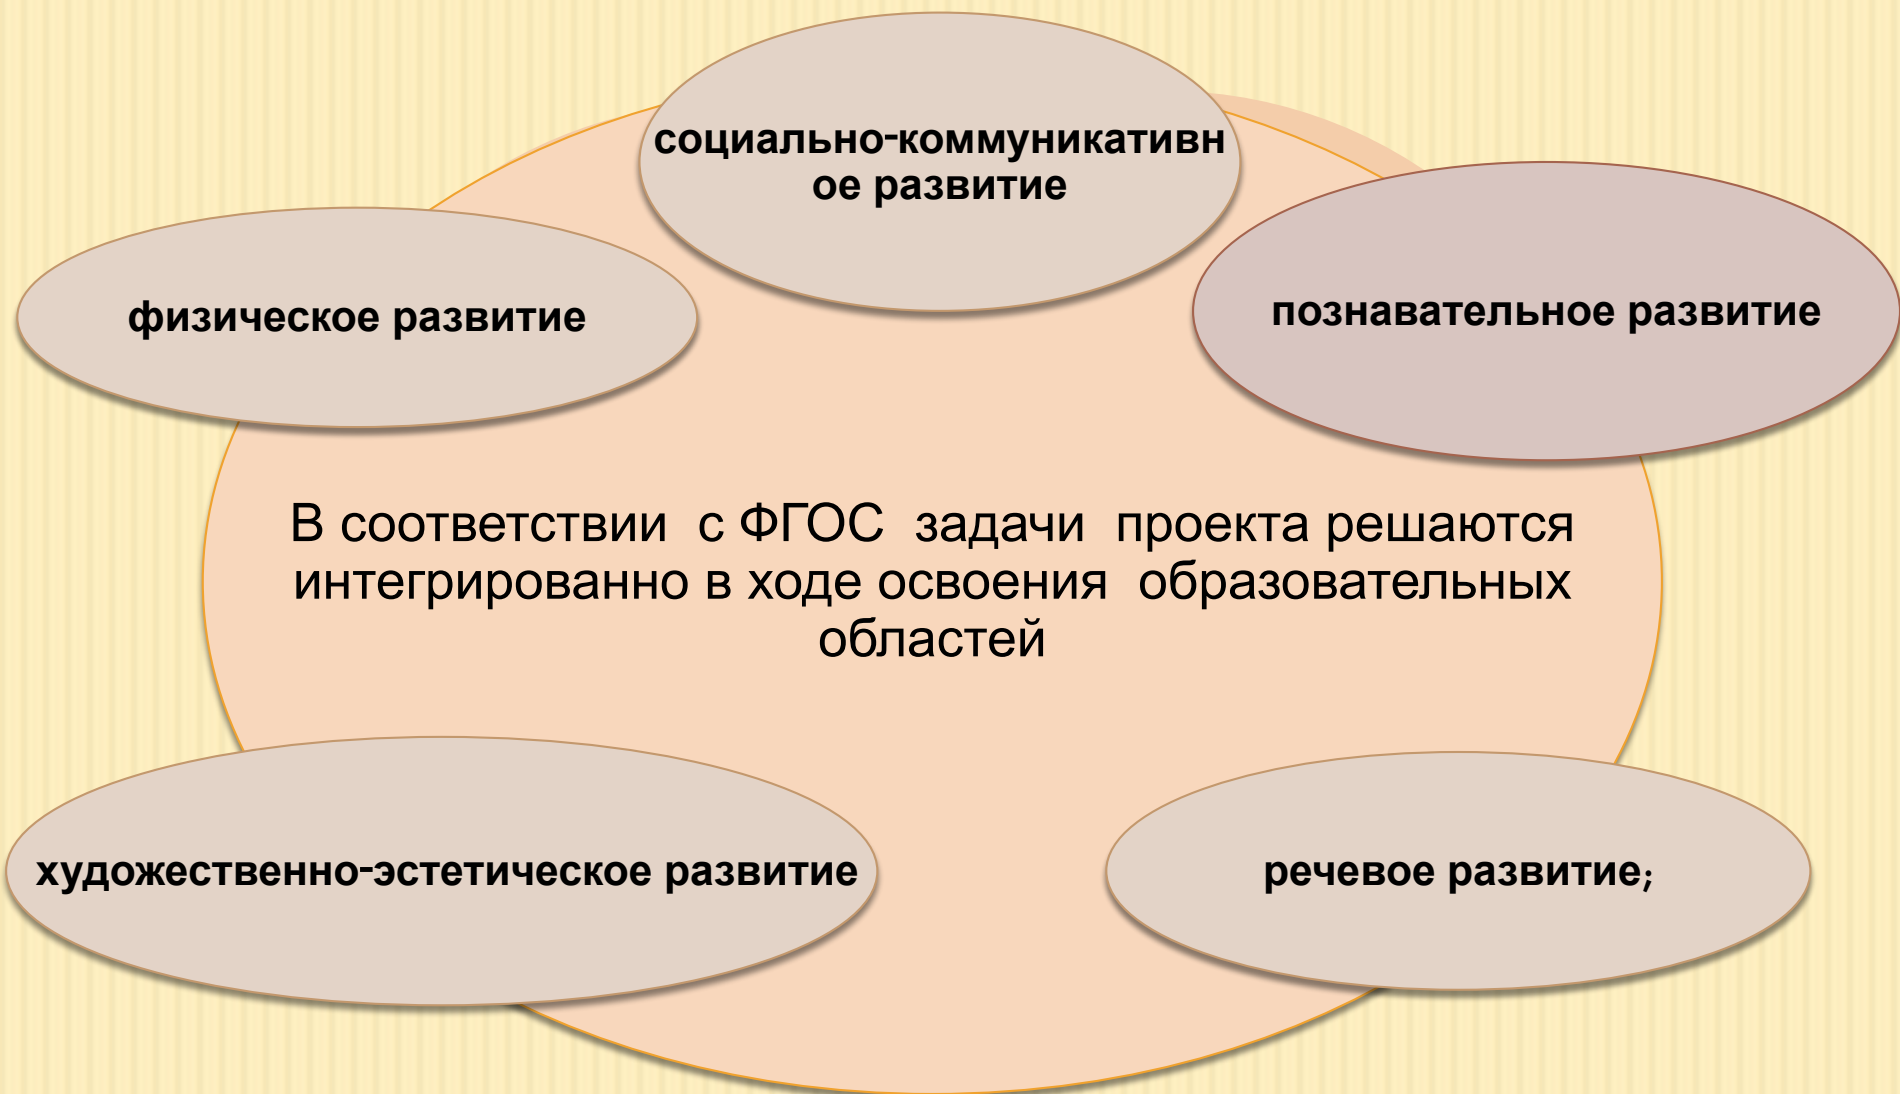 социально-коммуникативн
ое развитие
физическое развитие
познавательное развитие
В соответствии с ФГОС задачи проекта решаются
интегрированно в ходе освоения образовательных
областей
художественно-эстетическое развитие
речевое развитие;